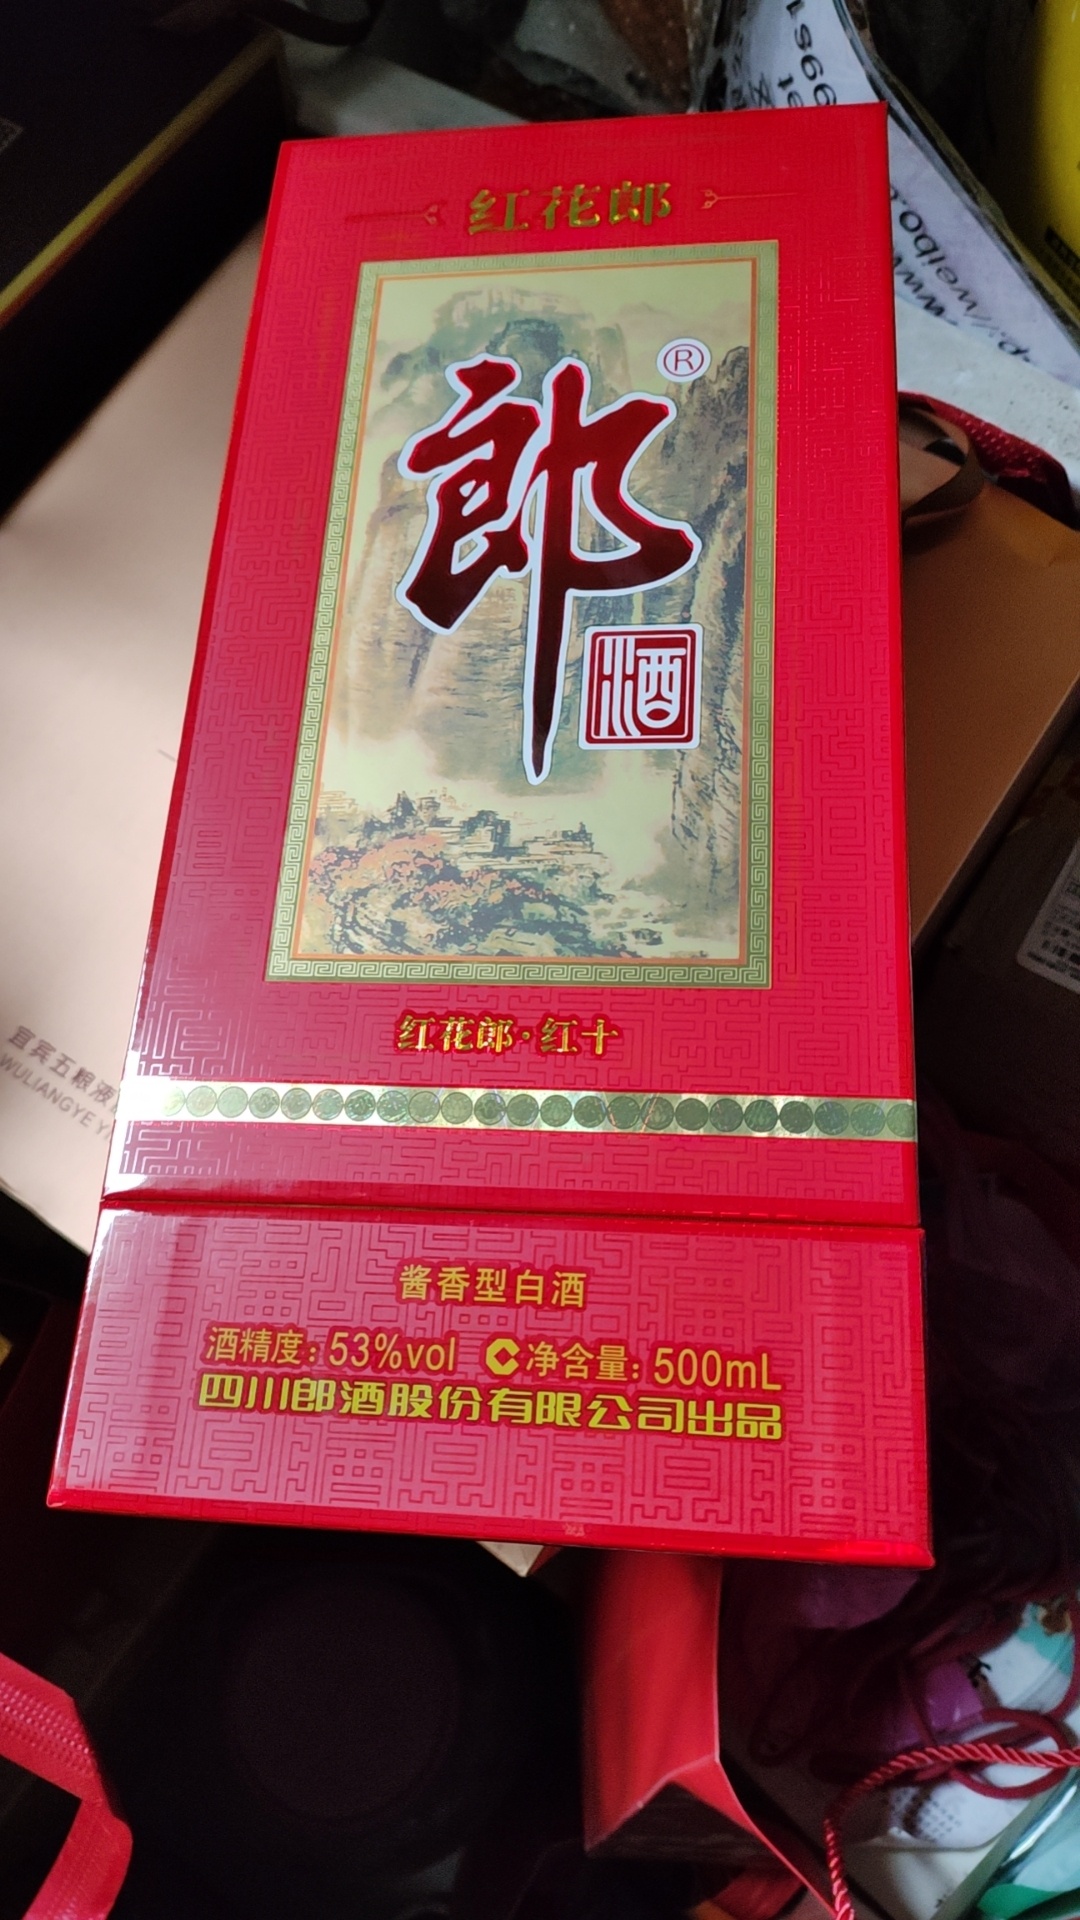 红花郎
郎®
酒
红花郎·红十
酱香型白酒
酒精度：53%vol 净含量：500mL
四川郎酒股份有限公司出品
宜宾五粮液
WULIANGYE